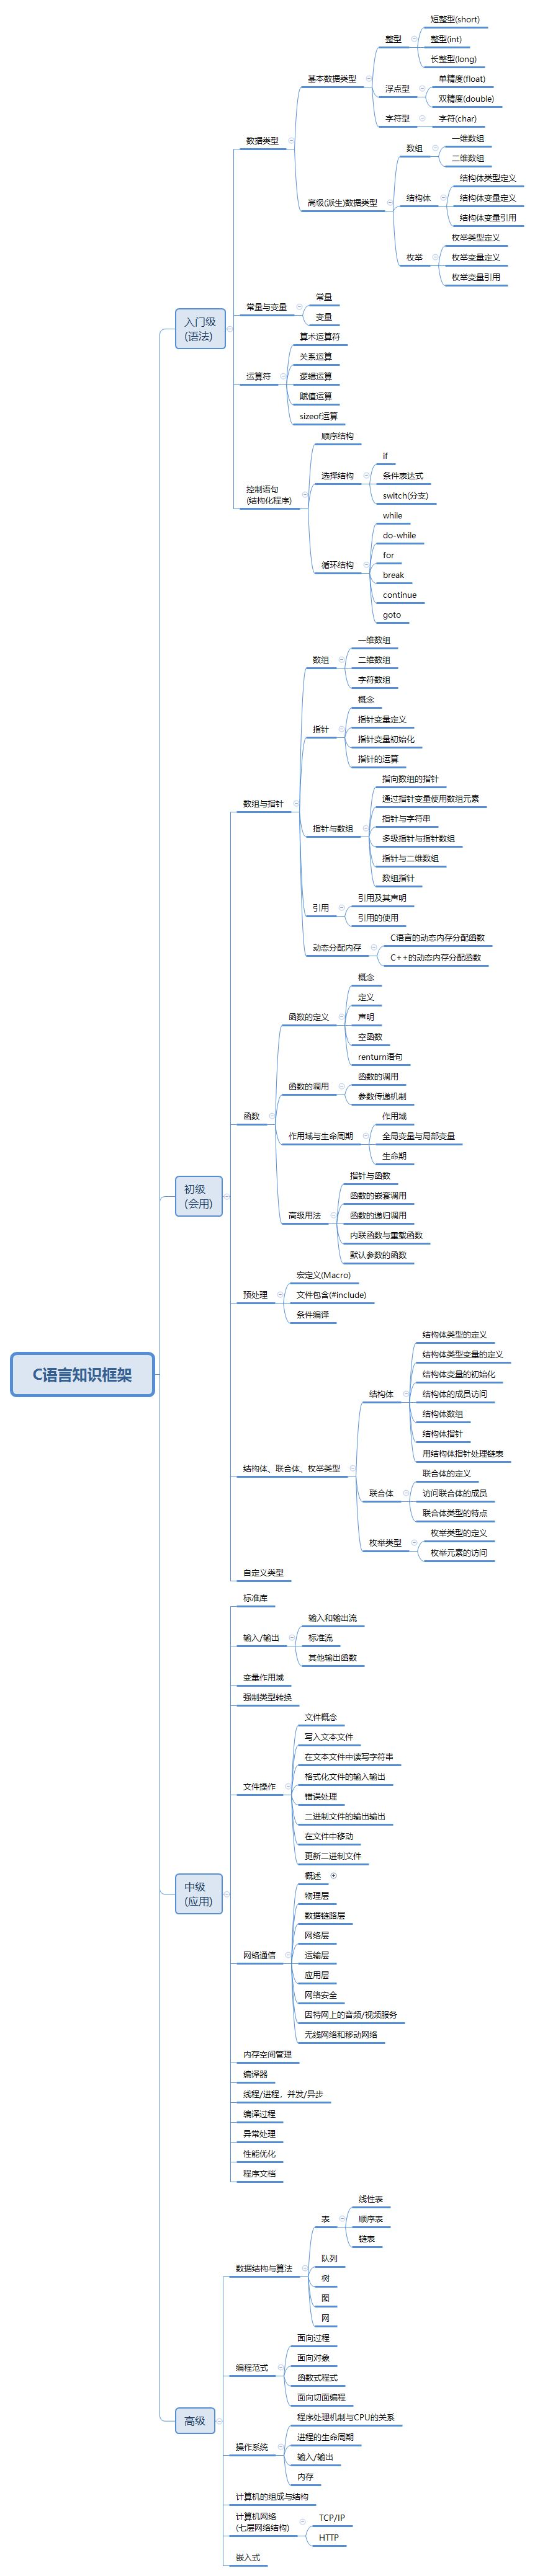 C语言知识框架
入门级
(语法)
数据类型
基本数据类型
整型
短整型(short)
整型(int)
长整型(long)
浮点型
单精度(float)
双精度(double)
字符型
字符(char)
高级(派生)数据类型
数组
一维数组
二维数组
结构体
结构体类型定义
结构体变量定义
结构体变量引用
枚举
枚举类型定义
枚举变量定义
枚举变量引用
常量与变量
常量
变量
运算符
算术运算符
关系运算
逻辑运算
赋值运算
sizeof运算
控制语句
(结构化程序)
顺序结构
选择结构
if
条件表达式
switch(分支)
循环结构
while
do-while
for
break
continue
goto
初级
(会用)
数组与指针
数组
一维数组
二维数组
字符数组
指针
概念
指针变量定义
指针变量初始化
指针的运算
指针与数组
指向数组的指针
通过指针变量使用数组元素
指针与字符串
多级指针与指针数组
指针与二维数组
数组指针
引用
引用及其声明
引用的使用
动态分配内存
C语言的动态内存分配函数
C++的动态内存分配函数
函数
函数的定义
概念
定义
声明
空函数
renturn语句
函数的调用
函数的调用
参数传递机制
作用域与生命周期
作用域
全局变量与局部变量
生命期
高级用法
指针与函数
函数的嵌套调用
函数的递归调用
内联函数与重载函数
默认参数的函数
预处理
宏定义(Macro)
文件包含(#include)
条件编译
结构体、联合体、枚举类型
结构体
结构体类型的定义
结构体类型变量的定义
结构体变量的初始化
结构体的成员访问
结构体数组
结构体指针
用结构体指针处理链表
联合体
联合体的定义
访问联合体的成员
联合体类型的特点
枚举类型
枚举类型的定义
枚举元素的访问
自定义类型
中级
(应用)
标准库
输入/输出
输入和输出流
标准流
其他输出函数
变量作用域
强制类型转换
文件操作
文件概念
写入文本文件
在文本文件中读写字符串
格式化文件的输入输出
错误处理
二进制文件的输出输出
在文件中移动
更新二进制文件
网络通信
概述
物理层
数据链路层
网络层
运输层
应用层
网络安全
因特网上的音频/视频服务
无线网络和移动网络
内存空间管理
编译器
线程/进程，并发/异步
编译过程
异常处理
性能优化
程序文档
高级
数据结构与算法
表
线性表
顺序表
链表
队列
树
图
网
编程范式
面向过程
面向对象
函数式程式
面向切面编程
操作系统
程序处理机制与CPU的关系
进程的生命周期
输入/输出
内存
计算机的组成与结构
计算机网络
(七层网络结构)
TCP/IP
HTTP
嵌入式